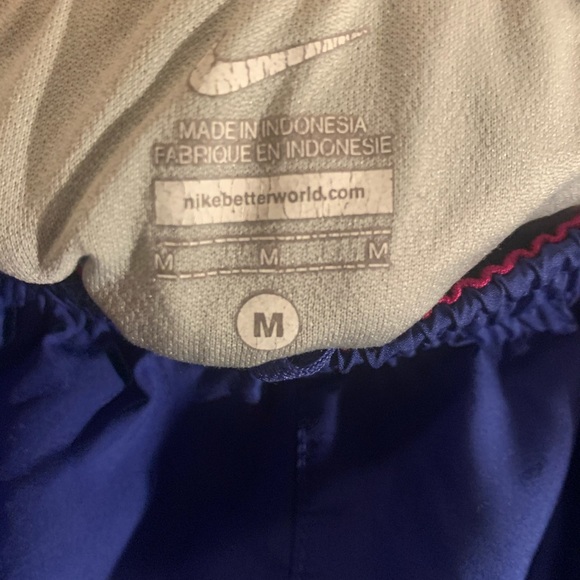 MADE IN INDONESIA
FABRIQUE EN INDONESIE
nikebetterworld.com
M M M
M